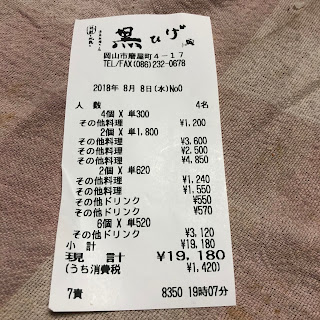 黒ひげ
岡山市磨屋町4-17
TEL/FAX(086)232-0678
2018年 8月 8日(水)No0
人 数 4名
4個 X 単300
その他料理 ¥1,200
2個 X 単1,800
その他料理 ¥3,600
その他料理 ¥2,500
その他料理 ¥4,850
2個 X 単620
その他料理 ¥1,240
その他料理 ¥1,550
その他ドリンク ¥550
その他ドリンク ¥570
6個 X 単520
その他ドリンク ¥3,120
小 計 ¥19,180
現 計 ¥19,180
(うち消費税 ¥1,420)
7責 8350 19時07分